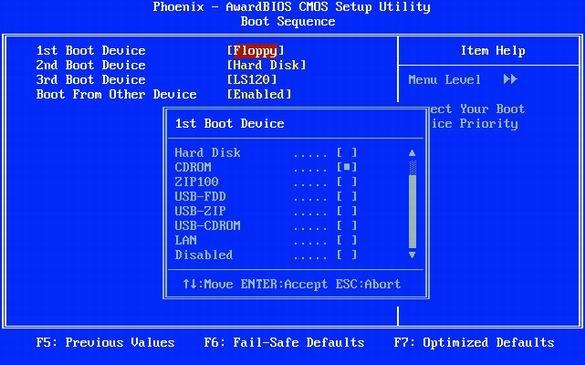 Phoenix - AwardBIOS CMOS Setup Utility
Boot Sequence
1st Boot Device [Floppy]
2nd Boot Device [Hard Disk]
3rd Boot Device [LS120]
Boot From Other Device [Enabled]
Item Help
Menu Level ▶▶
ect Your Boot
ice Priority
1st Boot Device
Hard Disk ..... [ ]
CDROM ..... [■]
ZIP100 ..... [ ]
USB-FDD ..... [ ]
USB-ZIP ..... [ ]
USB-CDROM ..... [ ]
LAN ..... [ ]
Disabled ..... [ ]
↑↓:Move ENTER:Accept ESC:Abort
F5: Previous Values F6: Fail-Safe Defaults F7: Optimized Defaults